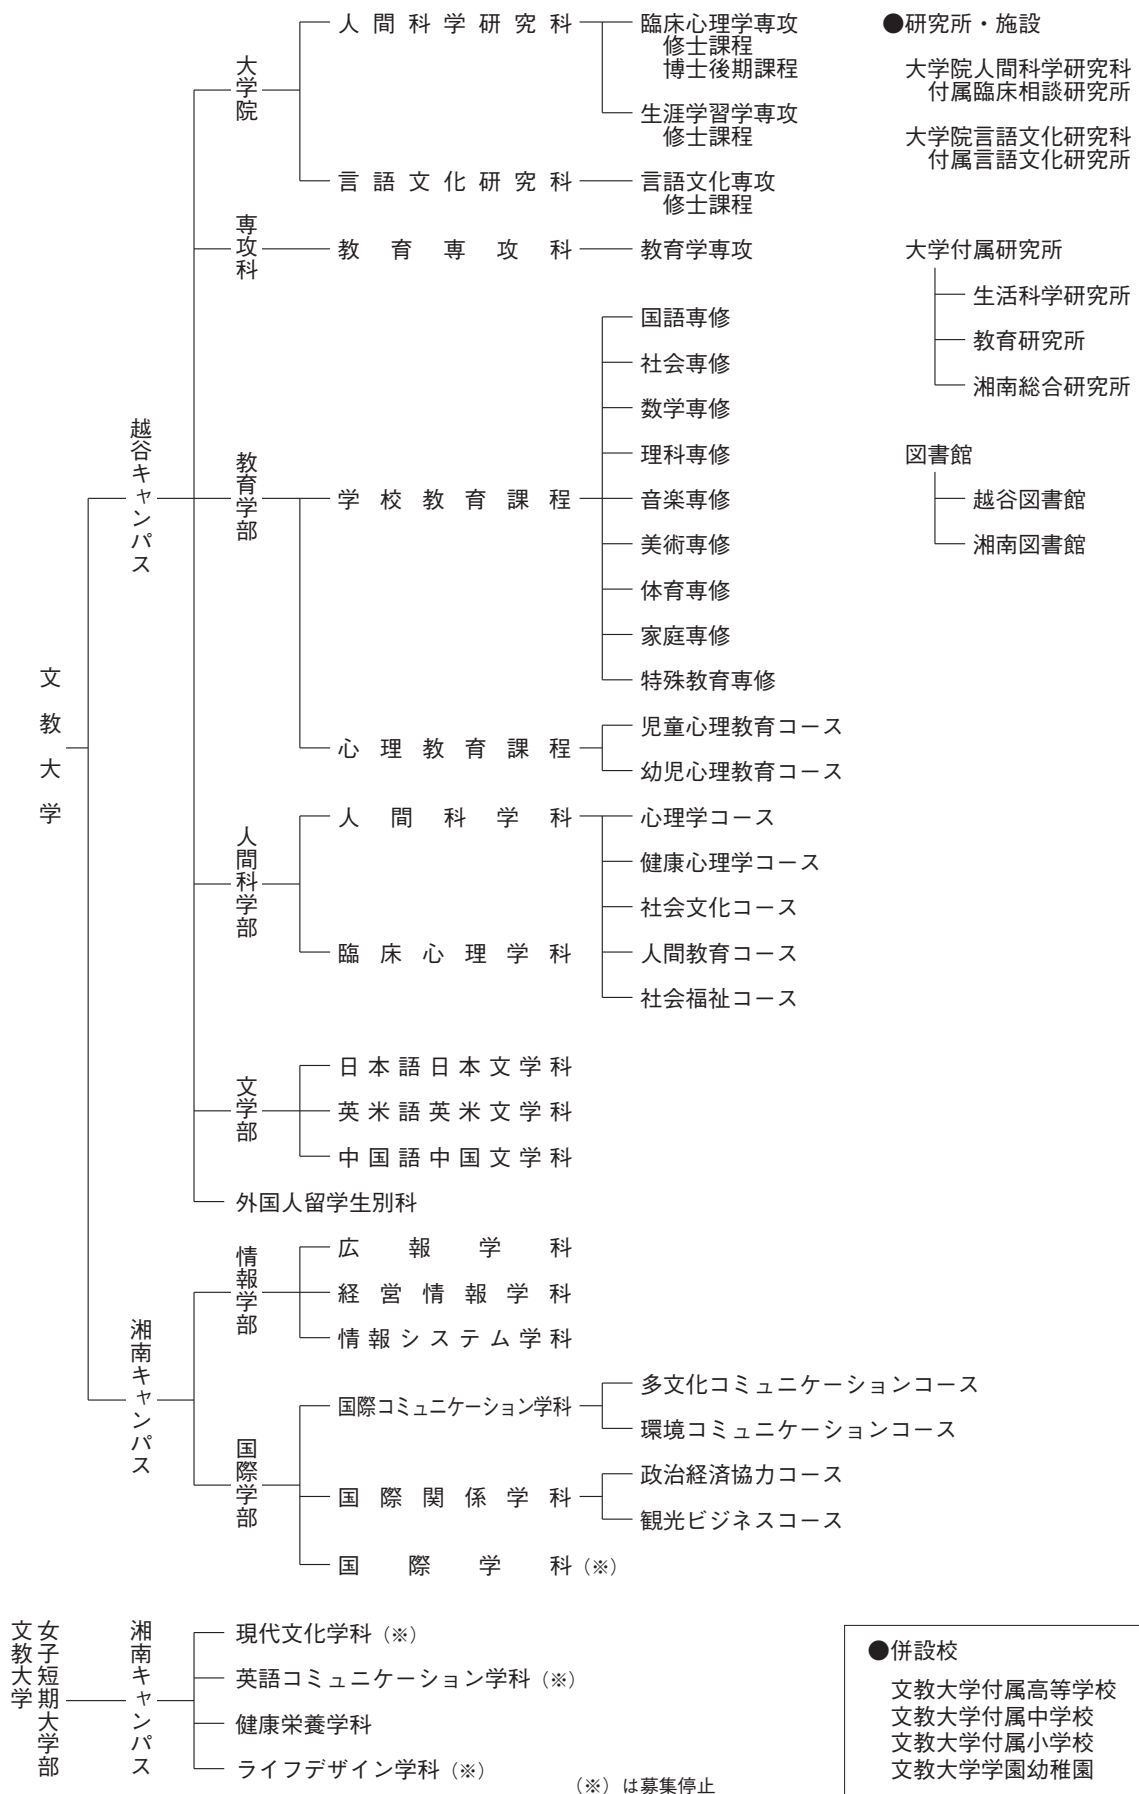 文教大学
越谷キャンパス
大学院
人間科学研究科
臨床心理学専攻
修士課程
博士後期課程
生涯学習学専攻
修士課程
言語文化研究科
言語文化専攻
修士課程
専攻科
教育専攻科
教育学専攻
教育学部
学校教育課程
国語専修
社会専修
数学専修
理科専修
音楽専修
美術専修
体育専修
家庭専修
特殊教育専修
心理教育課程
児童心理教育コース
幼児心理教育コース
人間科学部
人間科学科
心理学コース
健康心理学コース
社会文化コース
人間教育コース
社会福祉コース
臨床心理学科
文学部
日本語日本文学科
英米語英米文学科
中国語中国文学科
外国人留学生別科
湘南キャンパス
情報学部
広報学科
経営情報学科
情報システム学科
国際学部
国際コミュニケーション学科
多文化コミュニケーションコース
環境コミュニケーションコース
国際関係学科
政治経済協力コース
観光ビジネスコース
国際学科（※）
●研究所・施設
大学院人間科学研究科
付属臨床相談研究所
大学院言語文化研究科
付属言語文化研究所
大学付属研究所
生活科学研究所
教育研究所
湘南総合研究所
図書館
越谷図書館
湘南図書館
文教大学
女子短期大学部
湘南キャンパス
現代文化学科（※）
英語コミュニケーション学科（※）
健康栄養学科
ライフデザイン学科（※）
（※）は募集停止
●併設校
文教大学付属高等学校
文教大学付属中学校
文教大学付属小学校
文教大学学園幼稚園